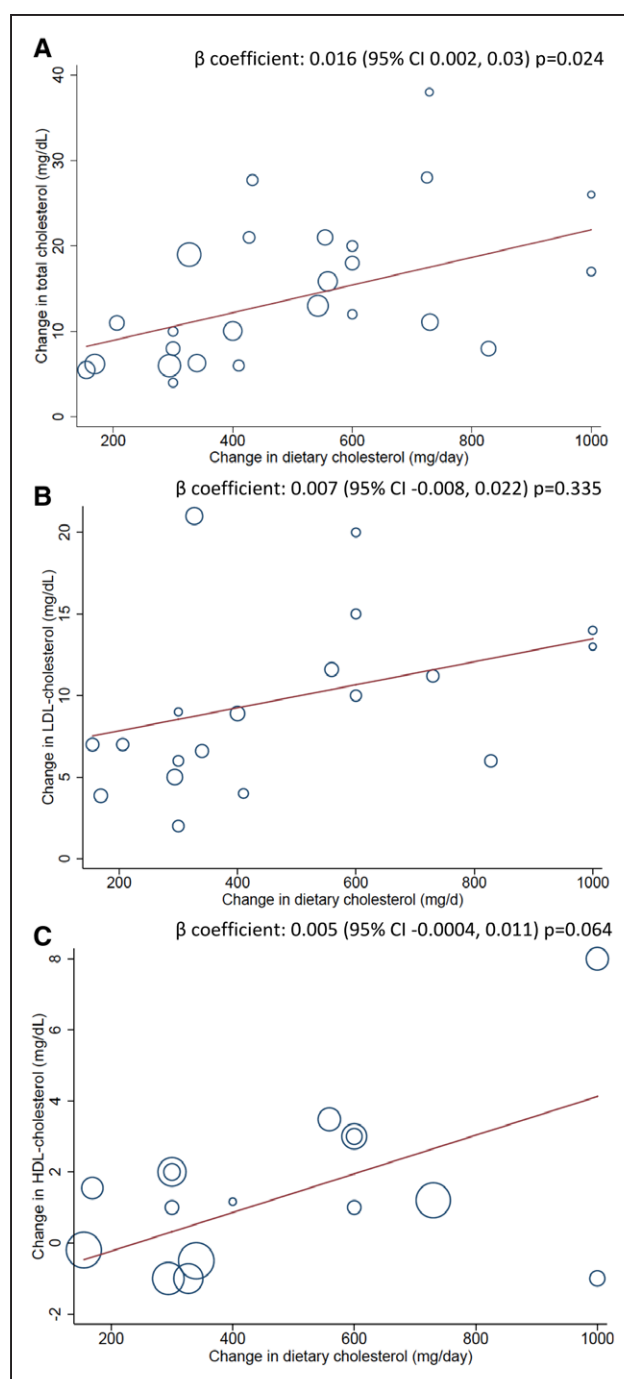 A
β coefficient: 0.016 (95% CI 0.002, 0.03) p=0.024
Change in total cholesterol (mg/dL)
40
30
20
10
0
200 400 600 800 1000
Change in dietary cholesterol (mg/day)
B
β coefficient: 0.007 (95% CI -0.008, 0.022) p=0.335
Change in LDL-cholesterol (mg/dL)
20
15
10
5
0
200 400 600 800 1000
Change in dietary cholesterol (mg/d)
C
β coefficient: 0.005 (95% CI -0.0004, 0.011) p=0.064
Change in HDL-cholesterol (mg/dL)
8
6
4
2
0
-2
200 400 600 800 1000
Change in dietary cholesterol (mg/day)